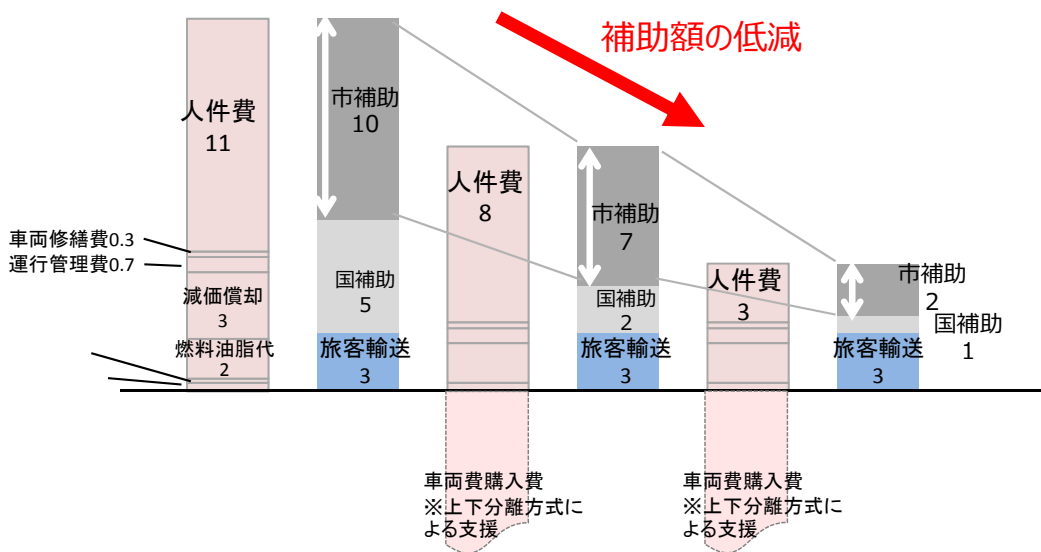 補助額の低減
人件費
11
車両修繕費0.3
運行管理費0.7
減価償却
3
燃料油脂代
2
市補助
10
国補助
5
旅客輸送
3
人件費
8
車両費購入費
※上下分離方式に
よる支援
市補助
7
国補助
2
旅客輸送
3
人件費
3
車両費購入費
※上下分離方式に
よる支援
市補助
2
国補助
1
旅客輸送
3